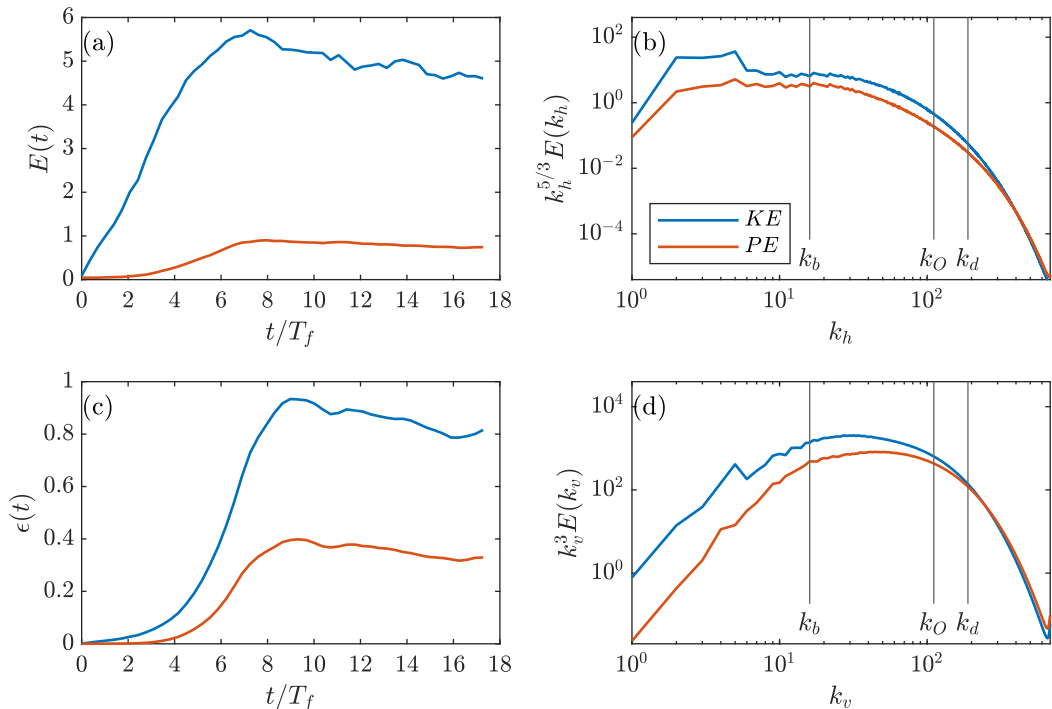 (a)
E(t)
6
5
4
3
2
1
0
0 2 4 6 8 10 12 14 16 18
t/T_f
(b)
k_h^{5/3} E(k_h)
10^2
10^0
10^{-2}
10^{-4}
KE
PE
k_b k_O k_d
10^0 10^1 10^2
k_h
(c)
ϵ(t)
1
0.8
0.6
0.4
0.2
0
0 2 4 6 8 10 12 14 16 18
t/T_f
(d)
k_v^3 E(k_v)
10^4
10^2
10^0
k_b k_O k_d
10^0 10^1 10^2
k_v